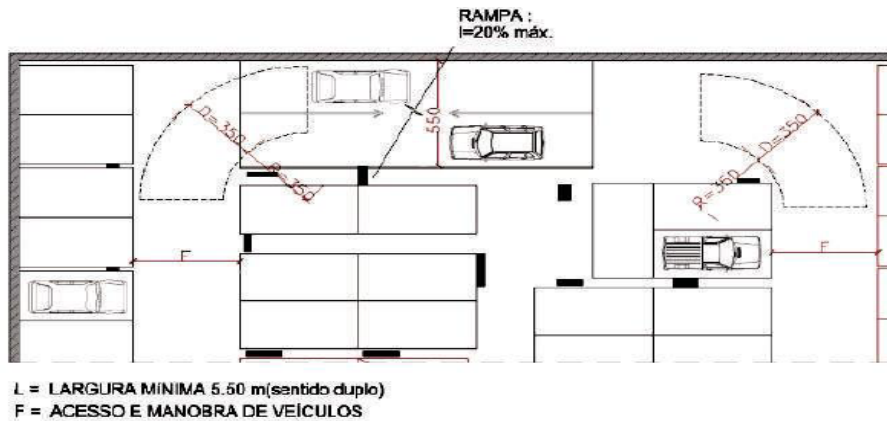 RAMPA :
I=20% máx.
D=350
R=350
550
D=350
R=350
F
F
L = LARGURA MÍNIMA 5.50 m(sentido duplo)
F = ACESSO E MANOBRA DE VEÍCULOS